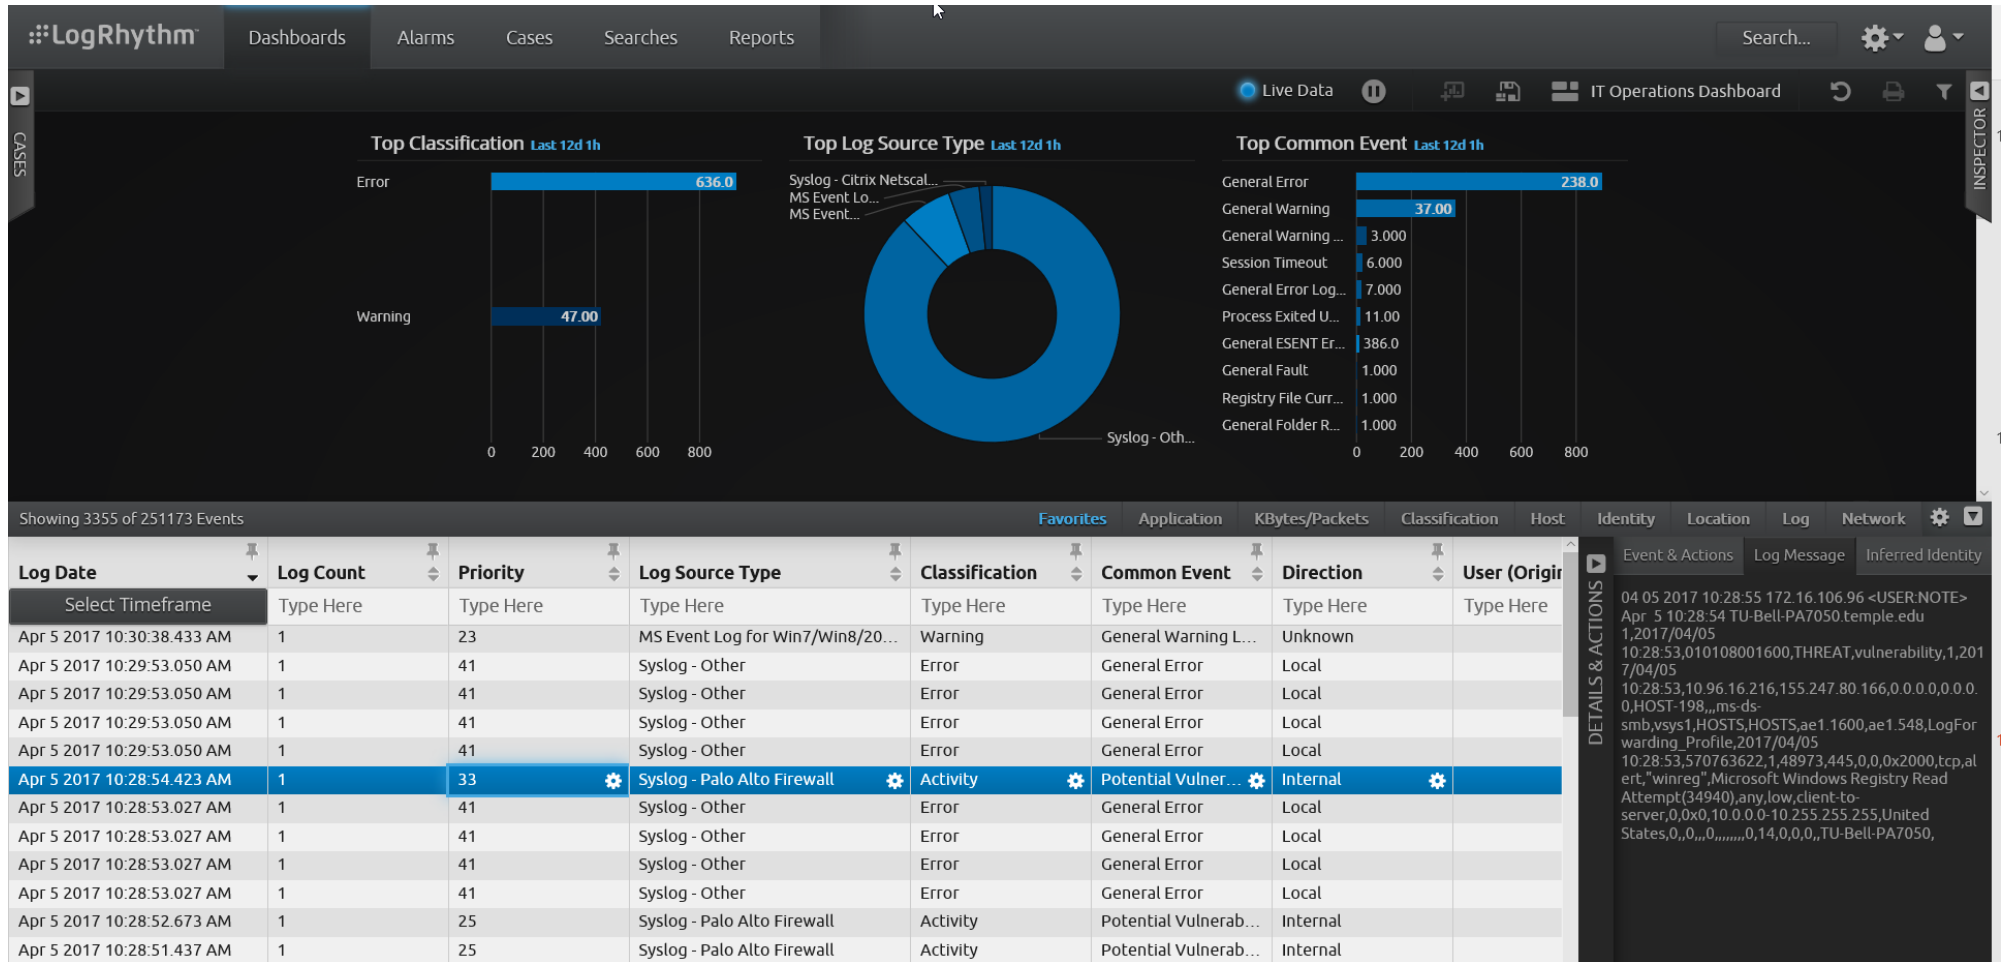 LogRhythm
Dashboards Alarms Cases Searches Reports Search...
Live Data IT Operations Dashboard
CASES
INSPECTOR
Top Classification Last 12d 1h
Error 636.0
Warning 47.00
0 200 400 600 800
Top Log Source Type Last 12d 1h
Syslog - Citrix Netscal...
MS Event Lo...
MS Event...
Syslog - Oth...
Top Common Event Last 12d 1h
General Error 238.0
General Warning 37.00
General Warning ... 3.000
Session Timeout 6.000
General Error Log... 7.000
Process Exited U... 11.00
General ESENT Er... 386.0
General Fault 1.000
Registry File Curr... 1.000
General Folder R... 1.000
0 200 400 600 800
Showing 3355 of 251173 Events Favorites Application KBytes/Packets Classification Host Identity Location Log Network
Log Date Log Count Priority Log Source Type Classification Common Event Direction User (Origin
Select Timeframe Type Here Type Here Type Here Type Here Type Here Type Here Type Here
Apr 5 2017 10:30:38.433 AM 1 23 MS Event Log for Win7/Win8/20... Warning General Warning L... Unknown
Apr 5 2017 10:29:53.050 AM 1 41 Syslog - Other Error General Error Local
Apr 5 2017 10:29:53.050 AM 1 41 Syslog - Other Error General Error Local
Apr 5 2017 10:29:53.050 AM 1 41 Syslog - Other Error General Error Local
Apr 5 2017 10:29:53.050 AM 1 41 Syslog - Other Error General Error Local
Apr 5 2017 10:28:54.423 AM 1 33 Syslog - Palo Alto Firewall Activity Potential Vulner... Internal
Apr 5 2017 10:28:53.027 AM 1 41 Syslog - Other Error General Error Local
Apr 5 2017 10:28:53.027 AM 1 41 Syslog - Other Error General Error Local
Apr 5 2017 10:28:53.027 AM 1 41 Syslog - Other Error General Error Local
Apr 5 2017 10:28:53.027 AM 1 41 Syslog - Other Error General Error Local
Apr 5 2017 10:28:52.673 AM 1 25 Syslog - Palo Alto Firewall Activity Potential Vulnerab... Internal
Apr 5 2017 10:28:51.437 AM 1 25 Syslog - Palo Alto Firewall Activity Potential Vulnerab... Internal
DETAILS & ACTIONS
Event & Actions Log Message Inferred Identity
04 05 2017 10:28:55 172.16.106.96 <USER:NOTE>
Apr 5 10:28:54 TU-Bell-PA7050.temple.edu
1,2017/04/05
10:28:53,010108001600,THREAT,vulnerability,1,201
7/04/05
10:28:53,10.96.16.216,155.247.80.166,0.0.0.0,0.0.0.
0,HOST-198,,,ms-ds-
smb,vsys1,HOSTS,HOSTS,ae1.1600,ae1.548,LogFor
warding_Profile,2017/04/05
10:28:53,570763622,1,48973,445,0,0,0x2000,tcp,al
ert,"winreg",Microsoft Windows Registry Read
Attempt(34940),any,low,client-to-
server,0,0x0,10.0.0.0-10.255.255.255,United
States,0,,0,,,0,,,,,,,,0,14,0,0,0,,TU-Bell-PA7050,